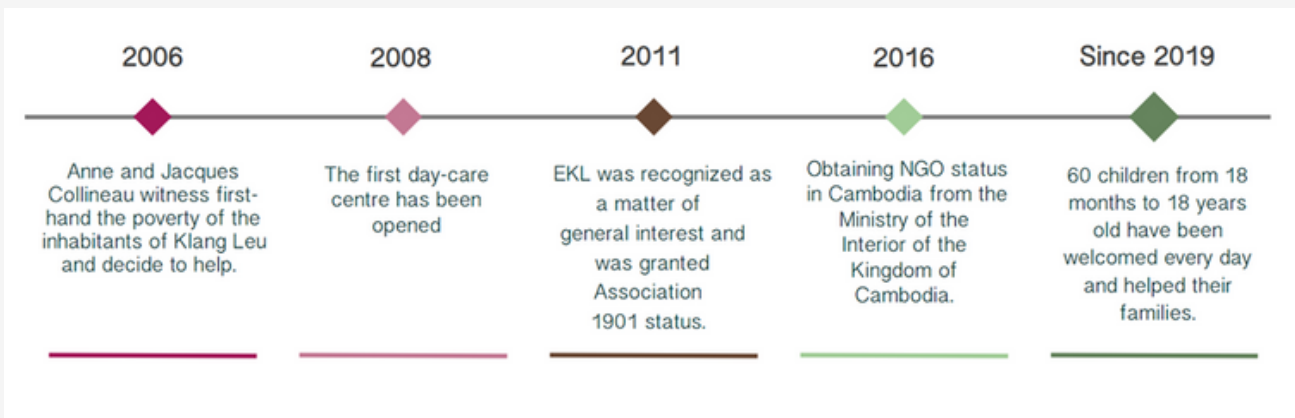 2006
Anne and Jacques
Collineau witness first-
hand the poverty of the
inhabitants of Klang Leu
and decide to help.
2008
The first day-care
centre has been
opened
2011
EKL was recognized as
a matter of
general interest and
was granted
Association
1901 status.
2016
Obtaining NGO status
in Cambodia from the
Ministry of the
Interior of the
Kingdom of
Cambodia.
Since 2019
60 children from 18
months to 18 years
old have been
welcomed every day
and helped their
families.